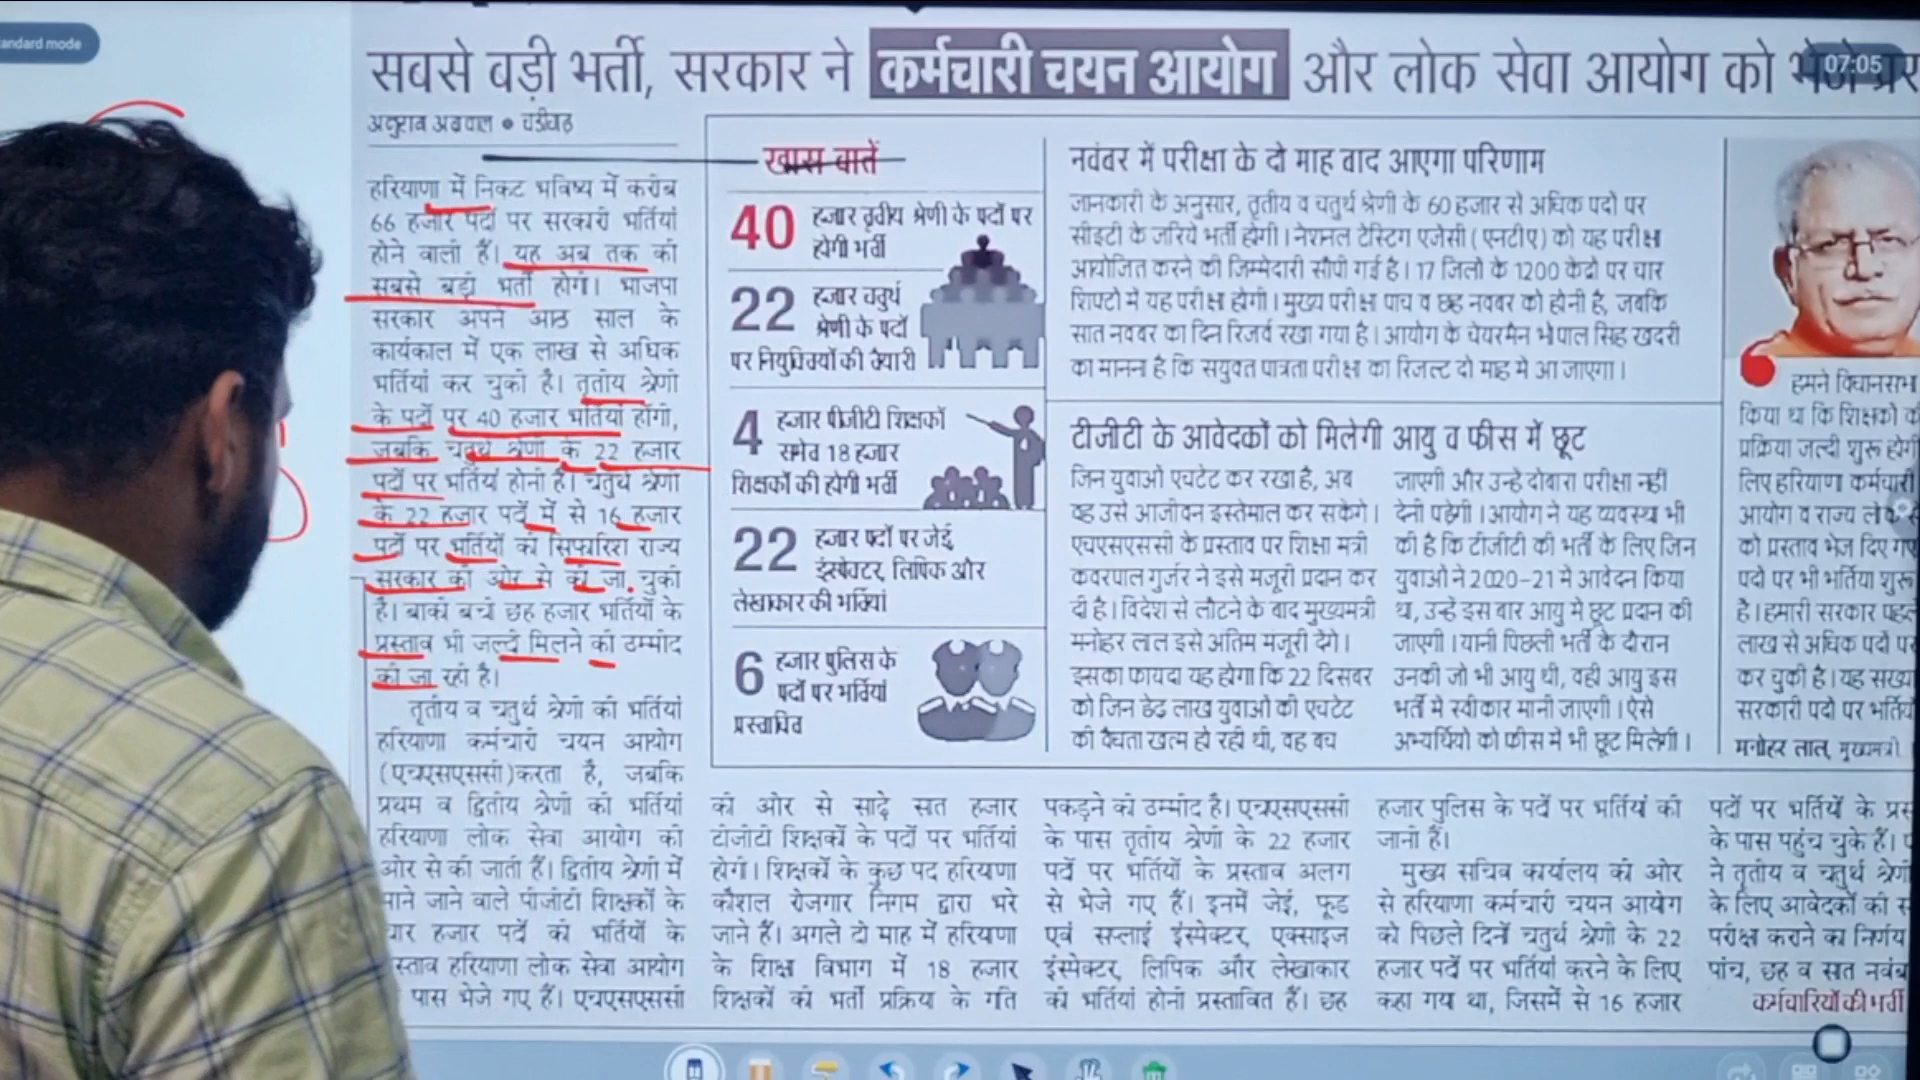 andard mode
07:05
सबसे बड़ी भर्ती, सरकार ने कर्मचारी चयन आयोग और लोक सेवा आयोग को
अनुराग अग्रवाल ● चंडीगढ़
हरियाणा में निकट भविष्य में करीब
66 हजार पदों पर सरकारी भर्तियां
होने वाली हैं। यह अब तक की
सबसे बड़ी भर्ती होगी। भाजपा
सरकार अपने आठ साल के
कार्यकाल में एक लाख से अधिक
भर्तियां कर चुकी है। तृतीय श्रेणी
के पदों पर 40 हजार भर्तियां होंगी,
जबकि चतुर्थ श्रेणी के 22 हजार
पदों पर भर्तियां होनी हैं। चतुर्थ श्रेणी
के 22 हजार पदों में से 16 हजार
पदों पर भर्तियों की सिफारिश राज्य
सरकार की ओर से की जा चुकी
है। बाकी बची छह हजार भर्तियों के
प्रस्ताव भी जल्दी मिलने की उम्मीद
की जा रही है।
तृतीय व चतुर्थ श्रेणी की भर्तियां
हरियाणा कर्मचारी चयन आयोग
(एचएसएससी)करता है, जबकि
प्रथम व द्वितीय श्रेणी की भर्तियां
हरियाणा लोक सेवा आयोग की
ओर से की जाती हैं। द्वितीय श्रेणी में
माने जाने वाले पीजीटी शिक्षकों के
चार हजार पदों की भर्तियों के
स्ताव हरियाणा लोक सेवा आयोग
पास भेजे गए हैं। एचएसएससी
खास बातें
40 हजार तृतीय श्रेणी के पदों पर
होगी भर्ती
22 हजार चतुर्थ
श्रेणी के पदों
पर नियुक्तियों की तैयारी
4 हजार पीजीटी शिक्षकों
समेत 18 हजार
शिक्षकों की होगी भर्ती
22 हजार पदों पर जेई,
इंस्पेक्टर, लिपिक और
लेखाकार की भर्तियां
6 हजार पुलिस के
पदों पर भर्तियां
प्रस्तावित
नवंबर में परीक्षा के दो माह बाद आएगा परिणाम
जानकारी के अनुसार, तृतीय व चतुर्थ श्रेणी के 60 हजार से अधिक पदों पर
सीइटी के जरिये भर्ती होगी। नेशनल टेस्टिंग एजेंसी (एनटीए) को यह परीक्षा
आयोजित करने की जिम्मेदारी सौंपी गई है। 17 जिलों के 1200 केंद्रों पर चार
शिफ्टों में यह परीक्षा होगी। मुख्य परीक्षा पांच व छह नवंबर को होनी है, जबकि
सात नवंबर का दिन रिजर्व रखा गया है। आयोग के चेयरमैन भोपाल सिंह खदरी
का मानना है कि संयुक्त पात्रता परीक्षा का रिजल्ट दो माह में आ जाएगा।
टीजीटी के आवेदकों को मिलेगी आयु व फीस में छूट
जिन युवाओं एचटेट कर रखा है, अब
वह उसे आजीवन इस्तेमाल कर सकेंगे।
एचएसएससी के प्रस्ताव पर शिक्षा मंत्री
कंवरपाल गुर्जर ने इसे मंजूरी प्रदान कर
दी है। विदेश से लौटने के बाद मुख्यमंत्री
मनोहर लाल इसे अंतिम मंजूरी देंगे।
इसका फायदा यह होगा कि 22 दिसंबर
को जिन डेढ़ लाख युवाओं की एचटेट
की वैधता खत्म हो रही थी, वह बच
जाएगी और उन्हें दोबारा परीक्षा नहीं
देनी पड़ेगी। आयोग ने यह व्यवस्था भी
की है कि टीजीटी की भर्ती के लिए जिन
युवाओं ने 2020-21 में आवेदन किया
था, उन्हें इस बार आयु में छूट प्रदान की
जाएगी। यानी पिछली भर्ती के दौरान
उनकी जो भी आयु थी, वही आयु इस
भर्ती में स्वीकार मानी जाएगी। ऐसे
अभ्यर्थियों को फीस में भी छूट मिलेगी।
हमने विधानसभा
किया था कि शिक्षकों की
प्रक्रिया जल्दी शुरू होगी
लिए हरियाणा कर्मचारी
आयोग व राज्य लोक
को प्रस्ताव भेज दिए गए
पदों पर भी भर्तियां शुरू
है। हमारी सरकार पहले
लाख से अधिक पदों पर
कर चुकी है। यह संख्या
सरकारी पदों पर भर्तियां
मनोहर लाल, मुख्यमंत्री
की ओर से साढ़े सात हजार
टीजीटी शिक्षकों के पदों पर भर्तियां
होंगी। शिक्षकों के कुछ पद हरियाणा
कौशल रोजगार निगम द्वारा भरे
जाने हैं। अगले दो माह में हरियाणा
के शिक्षा विभाग में 18 हजार
शिक्षकों की भर्ती प्रक्रिया के गति
पकड़ने की उम्मीद है। एचएसएससी
के पास तृतीय श्रेणी के 22 हजार
पदों पर भर्तियों के प्रस्ताव अलग
से भेजे गए हैं। इनमें जेई, फूड
एवं सप्लाई इंस्पेक्टर, एक्साइज
इंस्पेक्टर, लिपिक और लेखाकार
की भर्तियां होनी प्रस्तावित हैं। छह
हजार पुलिस के पदों पर भर्तियां की
जानी हैं।
मुख्य सचिव कार्यालय की ओर
से हरियाणा कर्मचारी चयन आयोग
को पिछले दिनों चतुर्थ श्रेणी के 22
हजार पदों पर भर्तियां करने के लिए
कहा गया था, जिसमें से 16 हजार
पदों पर भर्तियों के
के पास पहुंच चुके हैं।
ने तृतीय व चतुर्थ श्रेणी
के लिए आवेदकों की
परीक्षा कराने का निर्णय
पांच, छह व सात
कर्मचारियों की भर्ती